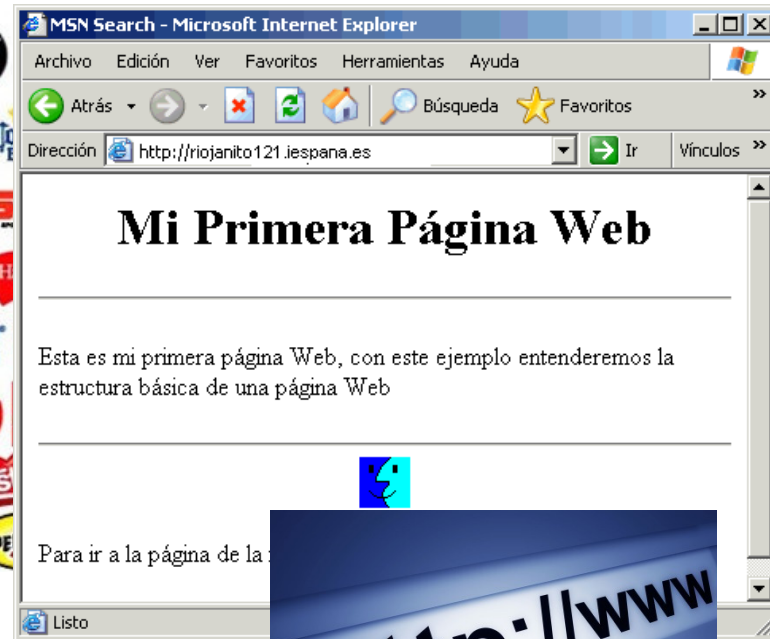 MSN Search - Microsoft Internet Explorer
Archivo Edición Ver Favoritos Herramientas Ayuda
Atrás Búsqueda Favoritos »
Dirección http://riojanito121.iespana.es Ir Vínculos »
Mi Primera Página Web
Esta es mi primera página Web, con este ejemplo entenderemos la
estructura básica de una página Web
Para ir a la página de la
://www
Listo